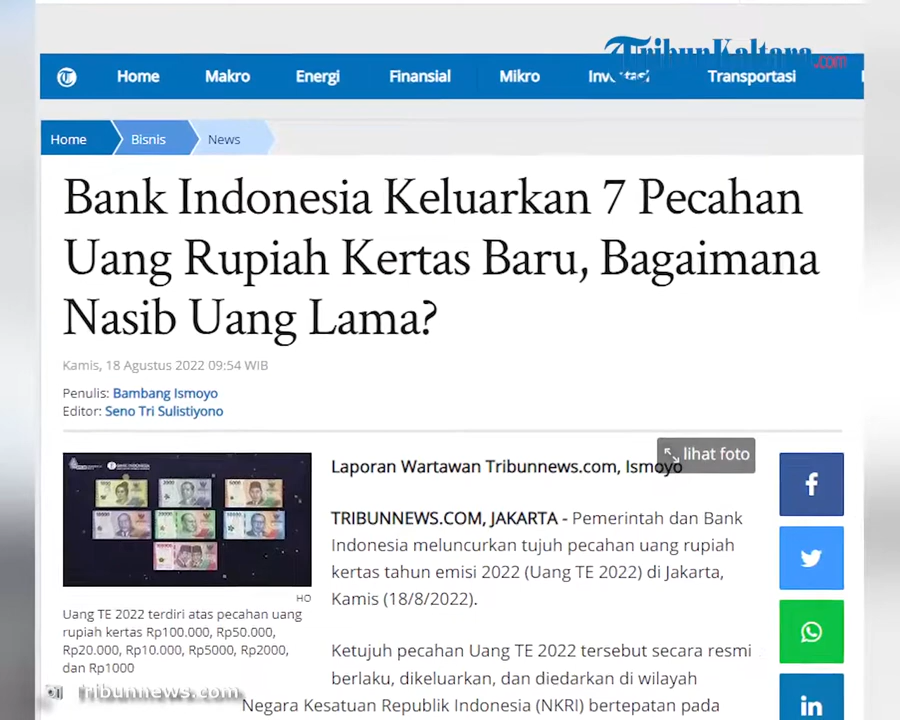 TribunKaltara.com
Home Makro Energi Finansial Mikro Investasi Transportasi
Home Bisnis News
Bank Indonesia Keluarkan 7 Pecahan
Uang Rupiah Kertas Baru, Bagaimana
Nasib Uang Lama?
Kamis, 18 Agustus 2022 09:54 WIB
Penulis: Bambang Ismoyo
Editor: Seno Tri Sulistiyono
lihat foto
BANK INDONESIA
HO
Uang TE 2022 terdiri atas pecahan uang
rupiah kertas Rp100.000, Rp50.000,
Rp20.000, Rp10.000, Rp5000, Rp2000,
dan Rp1000
Laporan Wartawan Tribunnews.com, Ismoyo
TRIBUNNEWS.COM, JAKARTA - Pemerintah dan Bank
Indonesia meluncurkan tujuh pecahan uang rupiah
kertas tahun emisi 2022 (Uang TE 2022) di Jakarta,
Kamis (18/8/2022).
Ketujuh pecahan Uang TE 2022 tersebut secara resmi
berlaku, dikeluarkan, dan diedarkan di wilayah
Negara Kesatuan Republik Indonesia (NKRI) bertepatan pada
Tribunnews.com